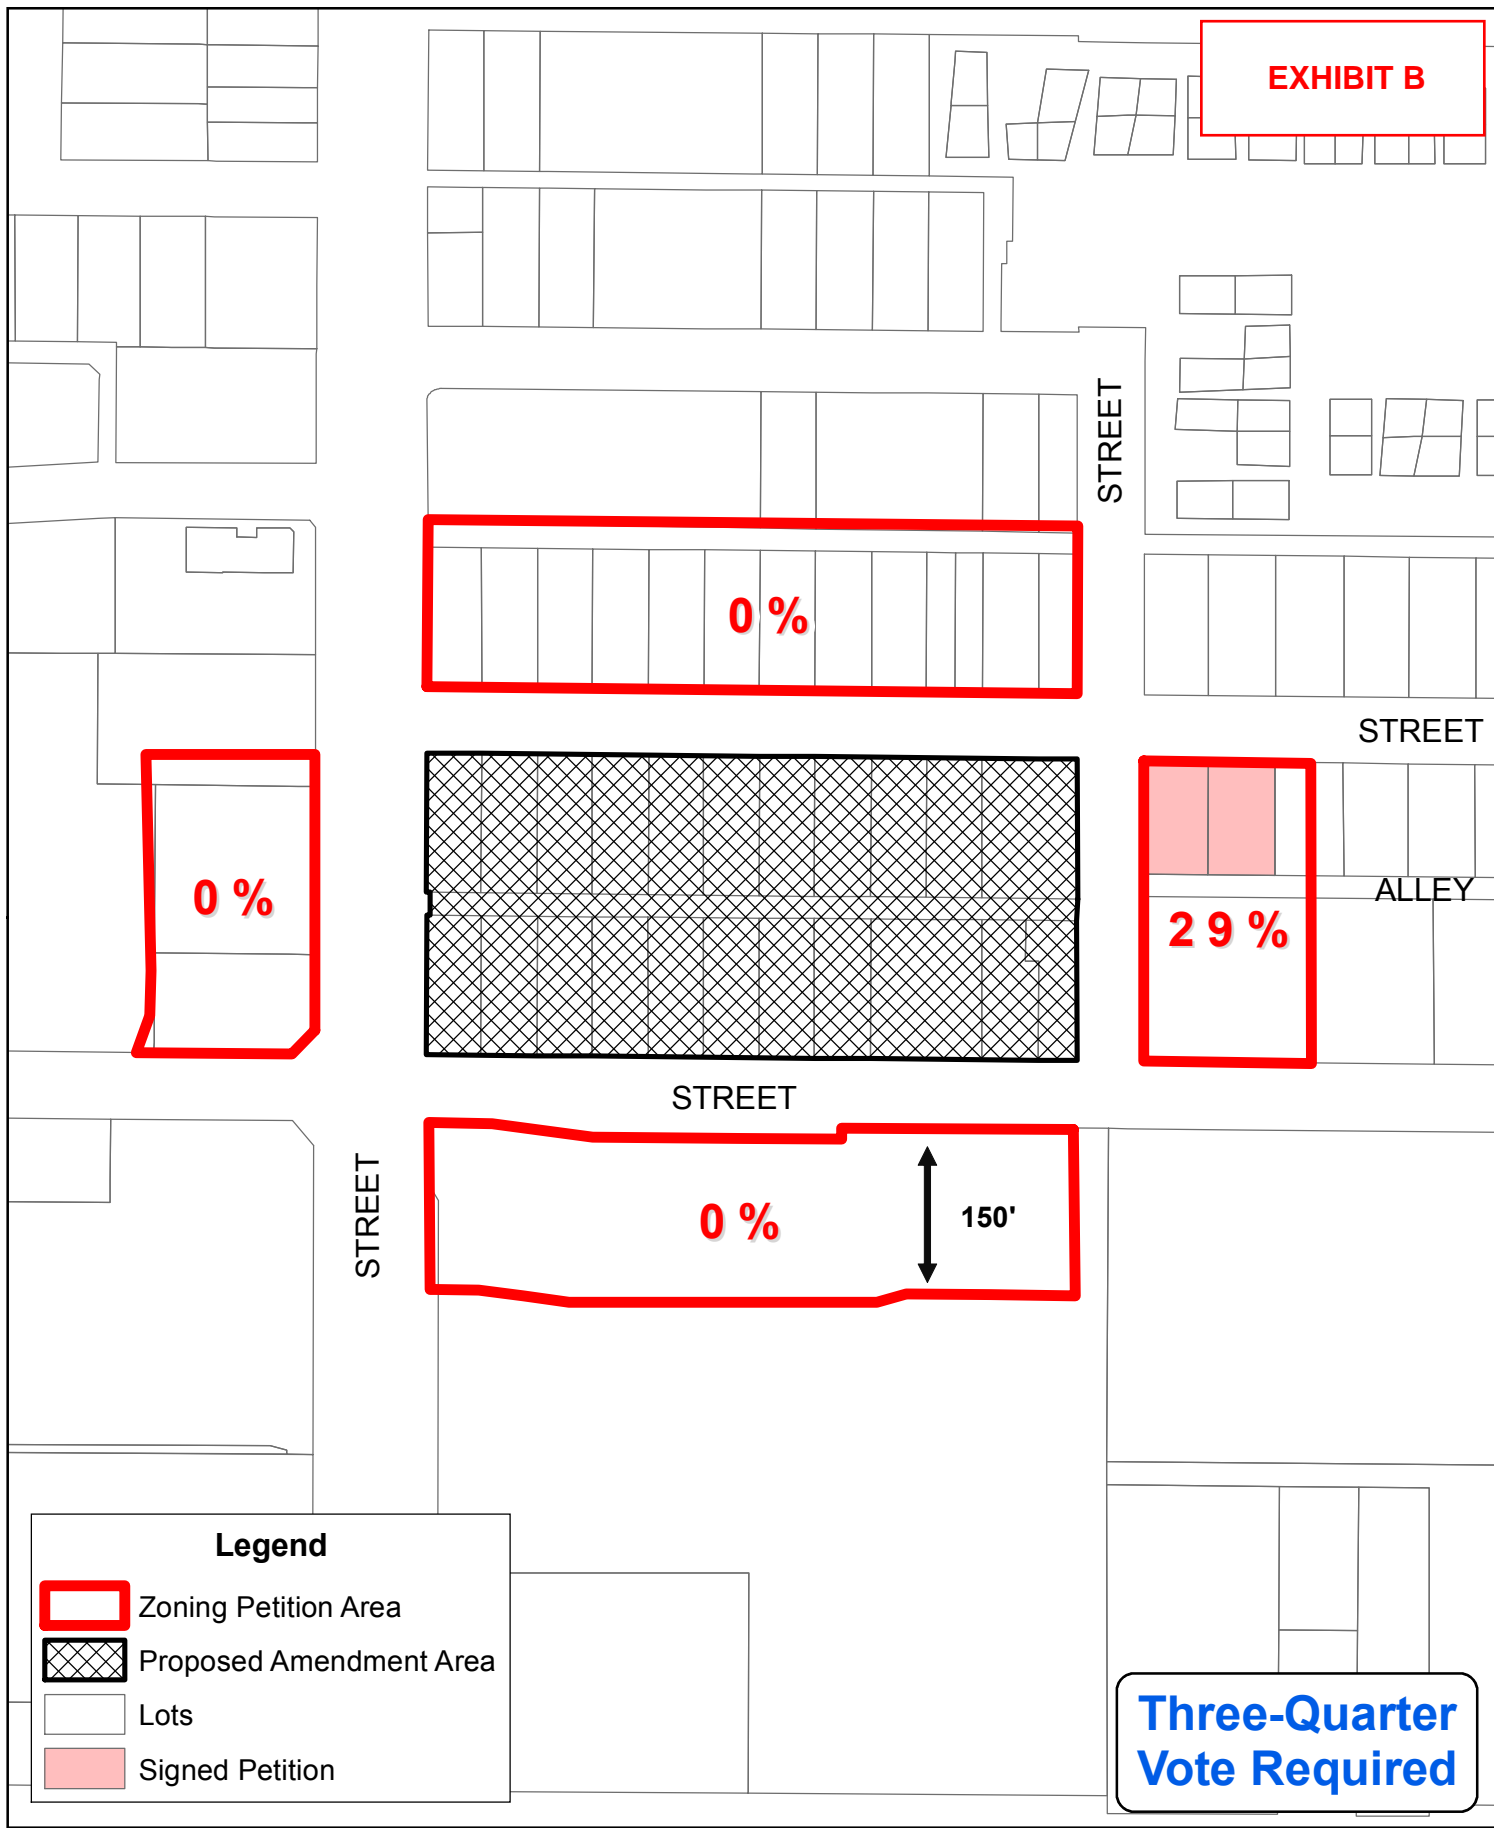 EXHIBIT B
STREET
0 %
STREET
0 %
ALLEY
2 9 %
STREET
STREET
0 %
150'
Legend
Zoning Petition Area
Proposed Amendment Area
Lots
Signed Petition
Three-Quarter
Vote Required